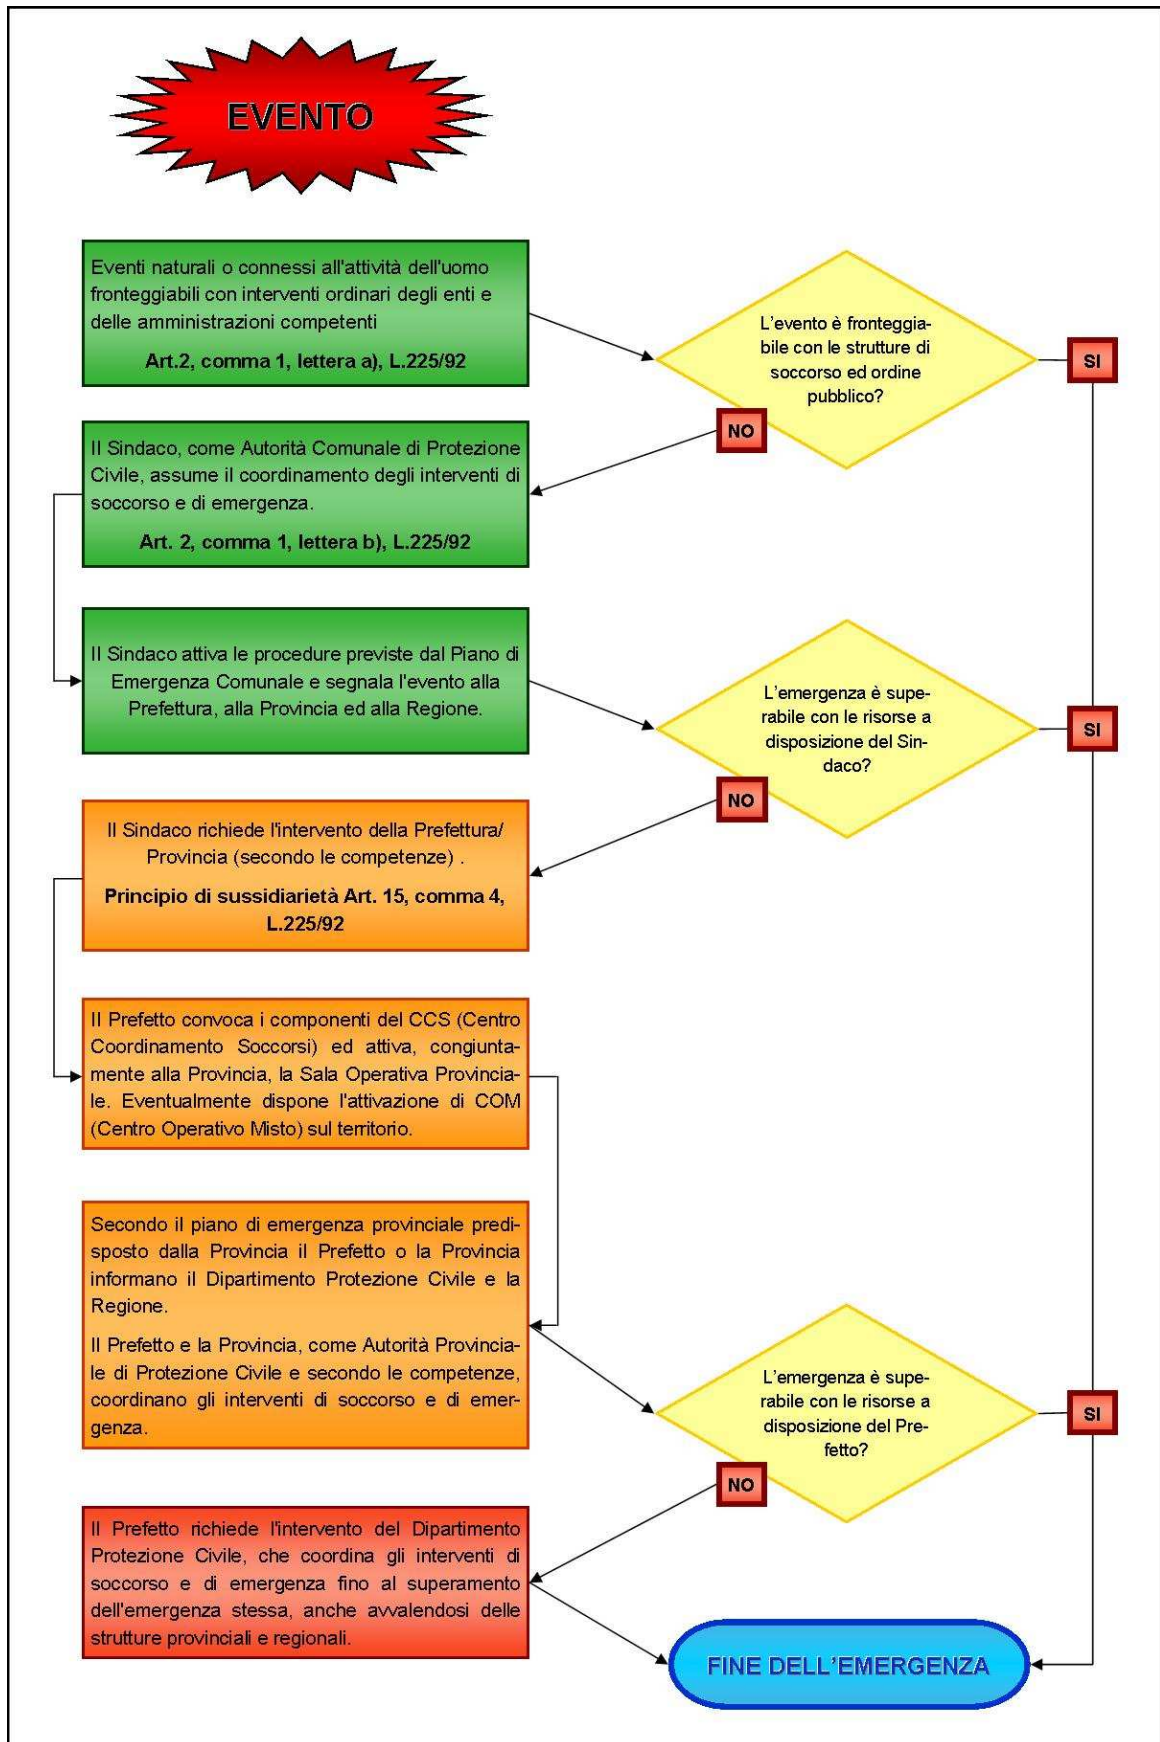 EVENTO
Eventi naturali o connessi all'attività dell'uomo
fronteggiabili con interventi ordinari degli enti e
delle amministrazioni competenti
Art.2, comma 1, lettera a), L.225/92
L'evento è fronteggia-
bile con le strutture di
soccorso ed ordine
pubblico?
SI
NO
Il Sindaco, come Autorità Comunale di Protezione
Civile, assume il coordinamento degli interventi di
soccorso e di emergenza.
Art. 2, comma 1, lettera b), L.225/92
Il Sindaco attiva le procedure previste dal Piano di
Emergenza Comunale e segnala l'evento alla
Prefettura, alla Provincia ed alla Regione.
L'emergenza è supe-
rabile con le risorse a
disposizione del Sin-
daco?
SI
NO
Il Sindaco richiede l'intervento della Prefettura/
Provincia (secondo le competenze) .
Principio di sussidiarietà Art. 15, comma 4,
L.225/92
Il Prefetto convoca i componenti del CCS (Centro
Coordinamento Soccorsi) ed attiva, congiunta-
mente alla Provincia, la Sala Operativa Provincia-
le. Eventualmente dispone l'attivazione di COM
(Centro Operativo Misto) sul territorio.
Secondo il piano di emergenza provinciale predi-
sposto dalla Provincia il Prefetto o la Provincia
informano il Dipartimento Protezione Civile e la
Regione.
Il Prefetto e la Provincia, come Autorità Provincia-
le di Protezione Civile e secondo le competenze,
coordinano gli interventi di soccorso e di emer-
genza.
L'emergenza è supe-
rabile con le risorse a
disposizione del Pre-
fetto?
SI
NO
Il Prefetto richiede l'intervento del Dipartimento
Protezione Civile, che coordina gli interventi di
soccorso e di emergenza fino al superamento
dell'emergenza stessa, anche avvalendosi delle
strutture provinciali e regionali.
FINE DELL'EMERGENZA